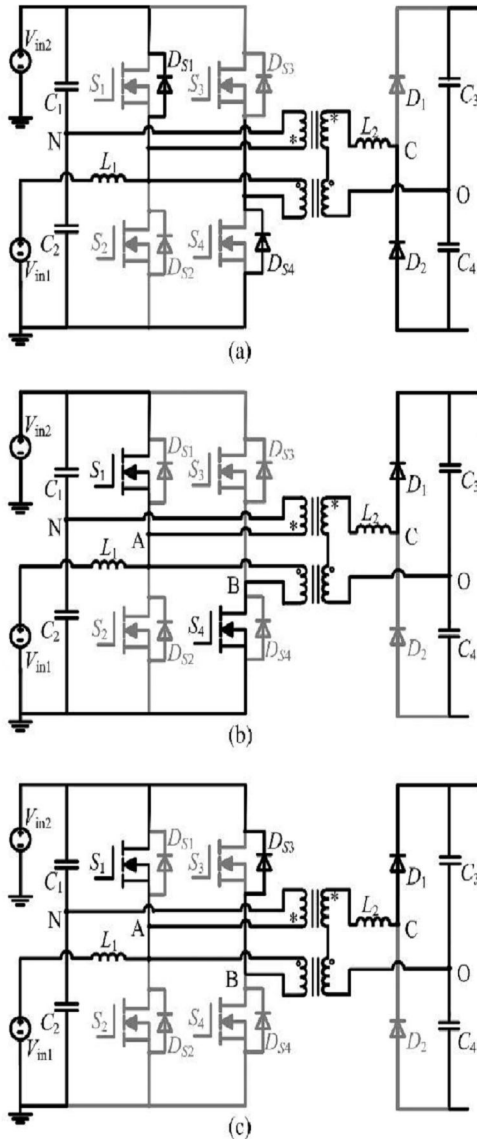 Vin2
C1
S1
DS1
S3
DS3
D1
C3
N
*
*
L2
C
L1
O
C2
S2
DS2
S4
DS4
D2
C4
Vin1
(a)
Vin2
C1
S1
DS1
S3
DS3
D1
C3
N
A
*
*
L2
C
L1
B
O
C2
S2
DS2
S4
DS4
D2
C4
Vin1
(b)
Vin2
C1
S1
DS1
S3
DS3
D1
C3
N
A
*
*
L2
C
L1
B
O
C2
S2
DS2
S4
DS4
D2
C4
Vin1
(c)